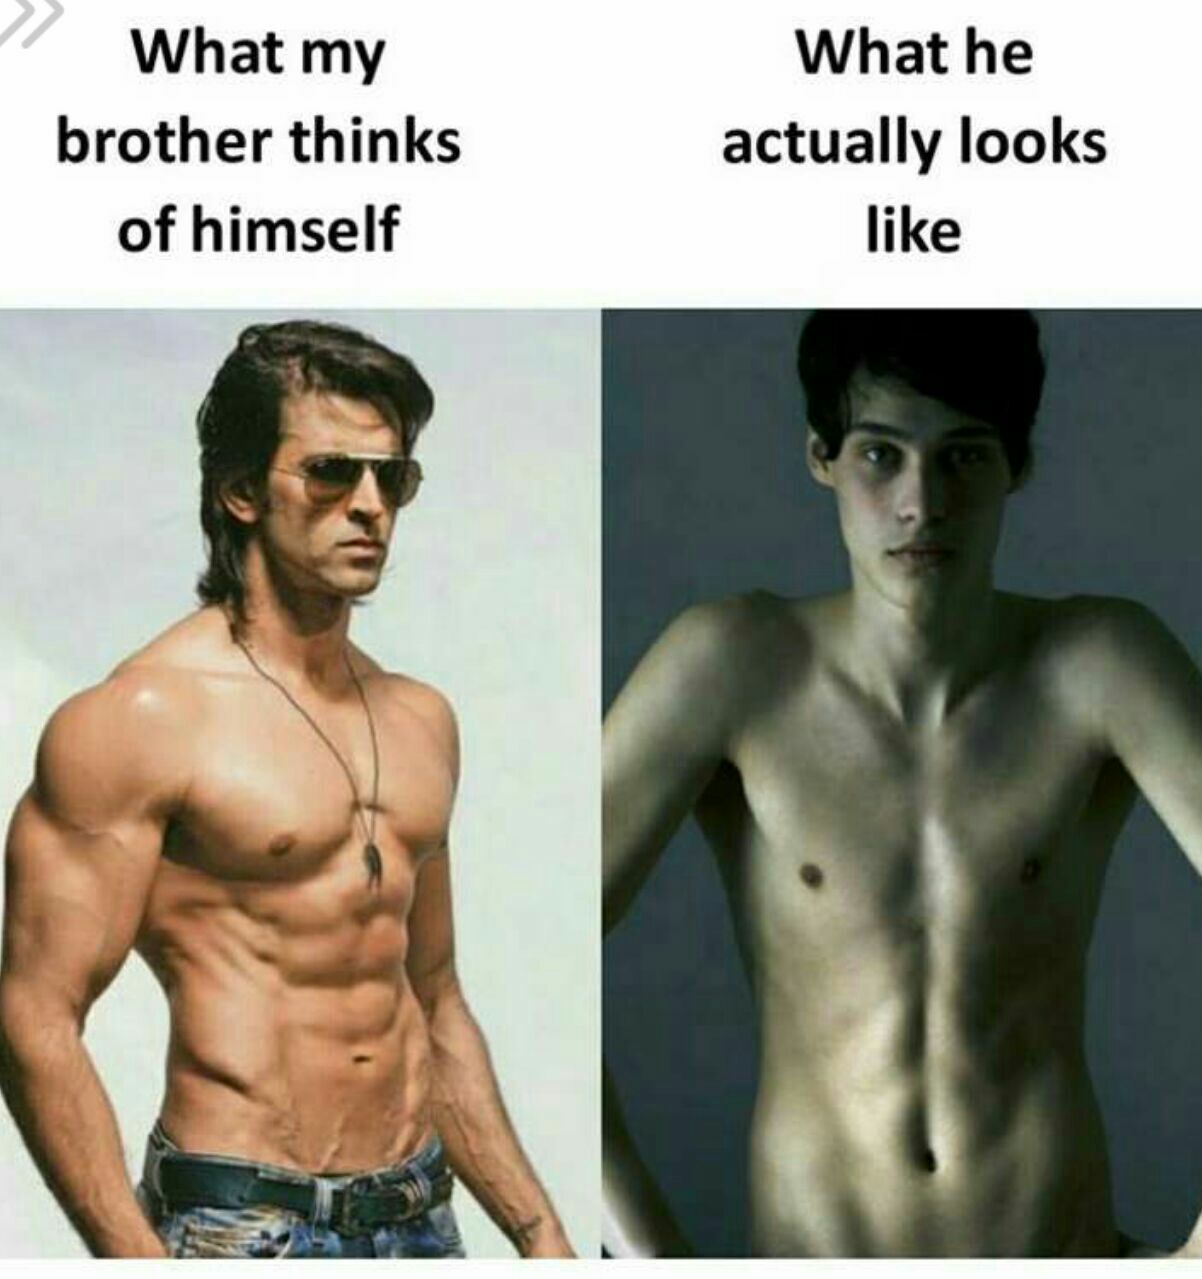 What my
brother thinks
of himself
What he
actually looks
like